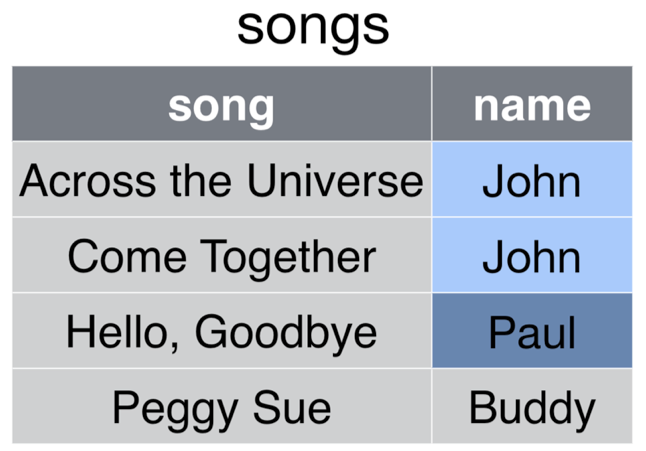 songs
song name
Across the Universe John
Come Together John
Hello, Goodbye Paul
Peggy Sue Buddy